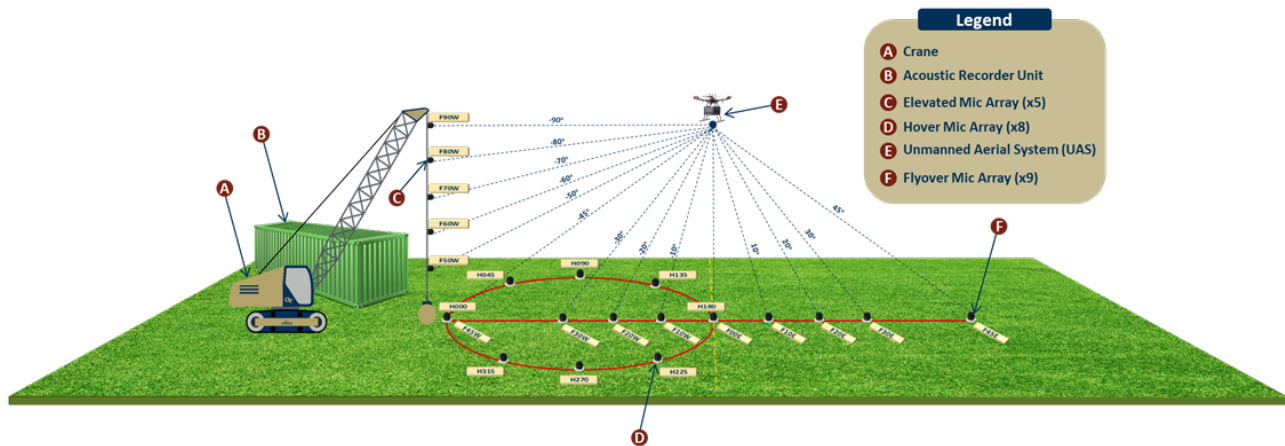 Legend
A Crane
B Acoustic Recorder Unit
C Elevated Mic Array (x5)
D Hover Mic Array (x8)
E Unmanned Aerial System (UAS)
F Flyover Mic Array (x9)
E
F90W
-90°
B
F80W
-80°
-70°
A
C
F70W
-60°
-50°
45°
-45°
F60W
F
-30°
-20°
-10°
10°
20°
30°
F50W
H045
H090
H135
H000
H180
F45W
F30W
F20W
F10W
F00E
F10E
F20E
F30E
F45E
H315
H270
H225
D